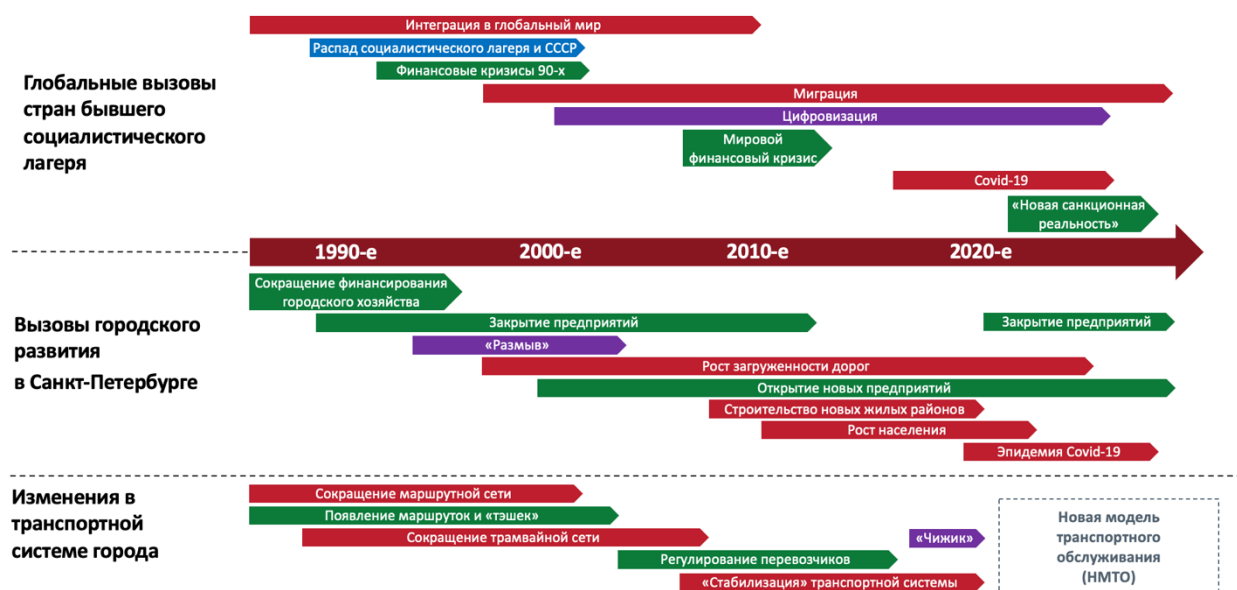 Глобальные вызовы
стран бывшего
социалистического
лагеря
Интеграция в глобальный мир
Распад социалистического лагеря и СССР
Финансовые кризисы 90-х
Миграция
Цифровизация
Мировой
финансовый кризис
Covid-19
«Новая санкционная
реальность»
1990-е 2000-е 2010-е 2020-е
Вызовы городского
развития
в Санкт-Петербурге
Сокращение финансирования
городского хозяйства
Закрытие предприятий
Закрытие предприятий
«Размыв»
Рост загруженности дорог
Открытие новых предприятий
Строительство новых жилых районов
Рост населения
Эпидемия Covid-19
Изменения в
транспортной
системе города
Сокращение маршрутной сети
Появление маршруток и «тэшек»
Сокращение трамвайной сети
«Чижик»
Регулирование перевозчиков
«Стабилизация» транспортной системы
Новая модель
транспортного
обслуживания
(НМТО)